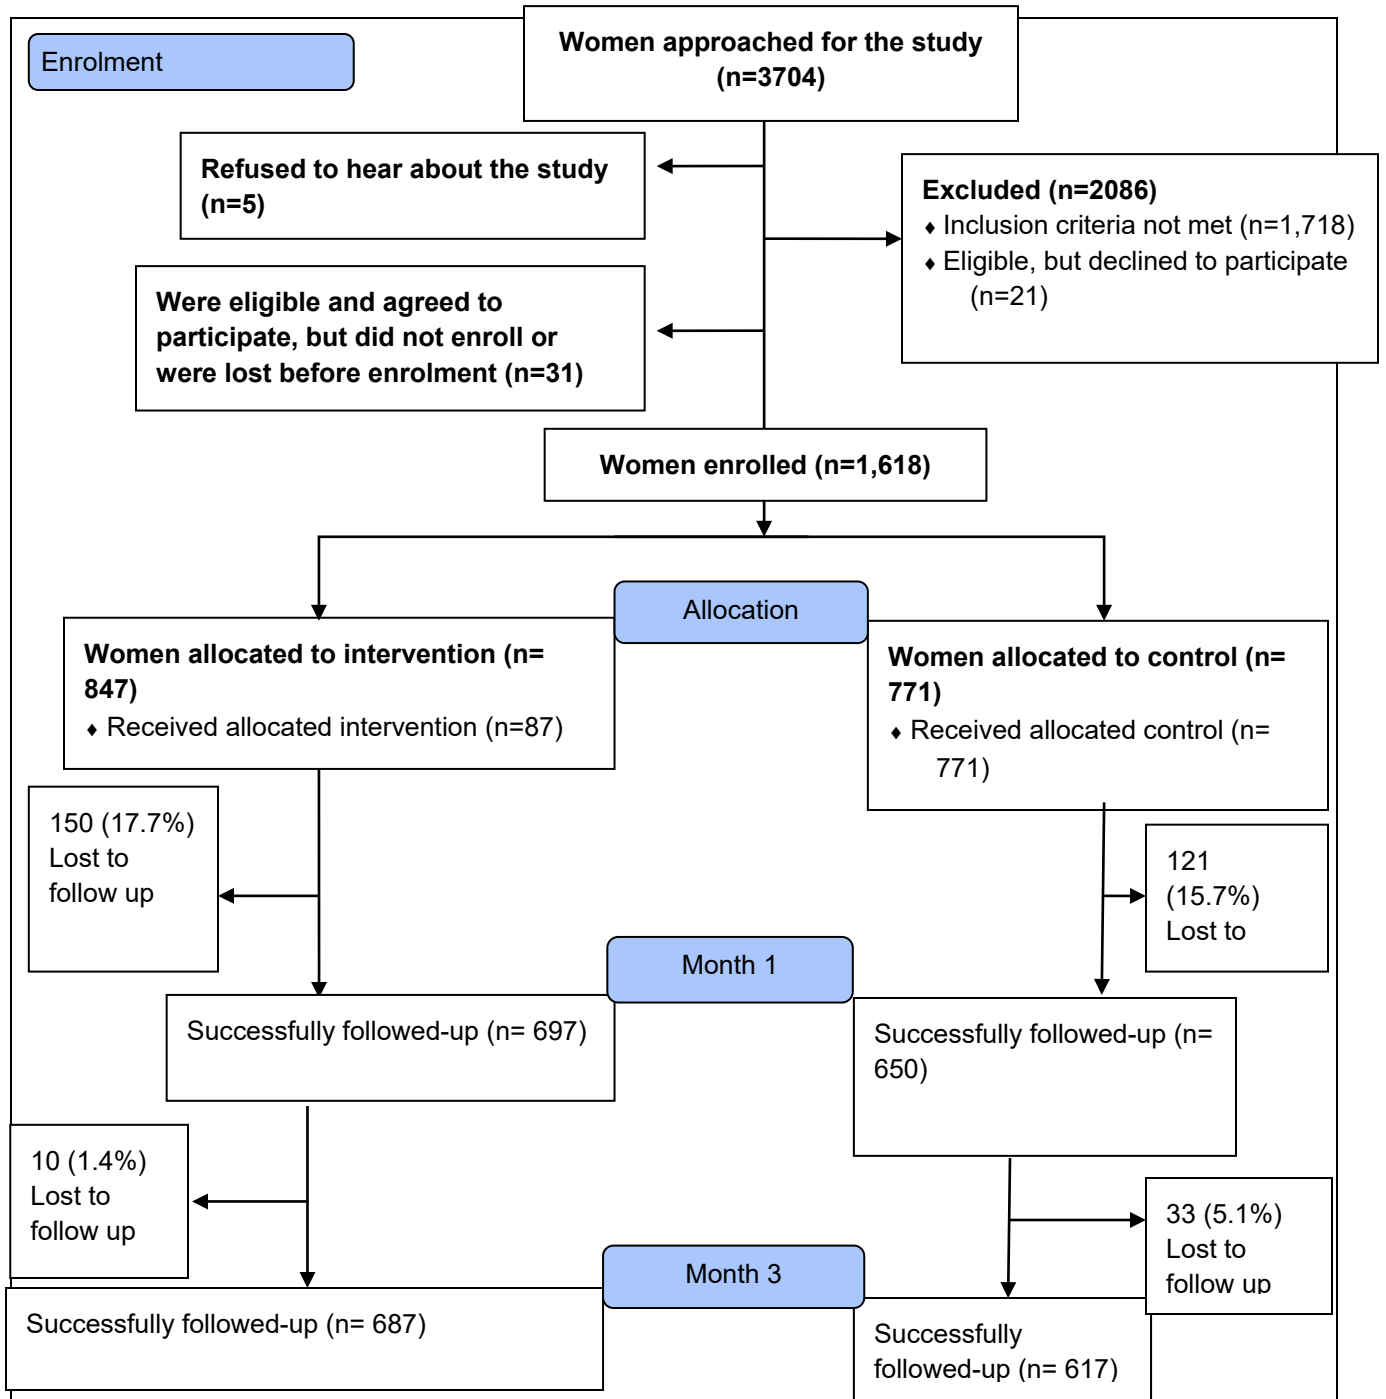 Enrolment
Women approached for the study
(n=3704)
Refused to hear about the study
(n=5)
Excluded (n=2086)
♦ Inclusion criteria not met (n=1,718)
♦ Eligible, but declined to participate
(n=21)
Were eligible and agreed to
participate, but did not enroll or
were lost before enrolment (n=31)
Women enrolled (n=1,618)
Allocation
Women allocated to intervention (n=
847)
♦ Received allocated intervention (n=87)
Women allocated to control (n=
771)
♦ Received allocated control (n=
771)
150 (17.7%)
Lost to
follow up
121
(15.7%)
Lost to
Month 1
Successfully followed-up (n= 697)
Successfully followed-up (n=
650)
10 (1.4%)
Lost to
follow up
33 (5.1%)
Lost to
follow up
Month 3
Successfully followed-up (n= 687)
Successfully
followed-up (n= 617)